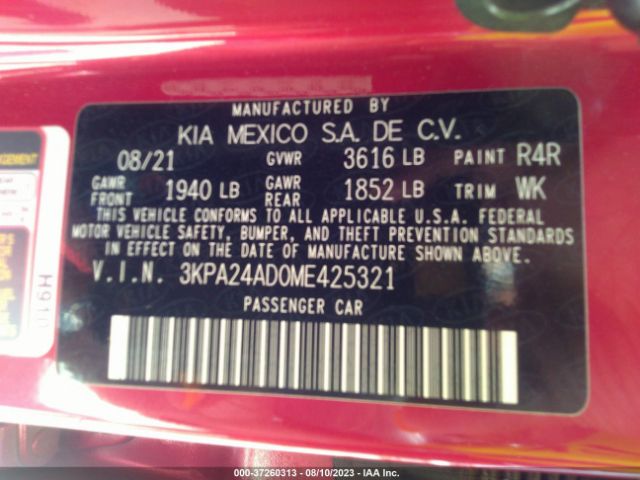 MANUFACTURED BY
KIA MEXICO S.A. DE C.V.
08/21 GVWR 3616 LB PAINT R4R
GAWR FRONT 1940 LB GAWR REAR 1852 LB TRIM WK
THIS VEHICLE CONFORMS TO ALL APPLICABLE U.S.A. FEDERAL
MOTOR VEHICLE SAFETY, BUMPER, AND THEFT PREVENTION STANDARDS
IN EFFECT ON THE DATE OF MANUFACTURE SHOWN ABOVE.
V.I.N. 3KPA24AD0ME425321
PASSENGER CAR
H910
000-37260313 - 08/10/2023 - IAA Inc.